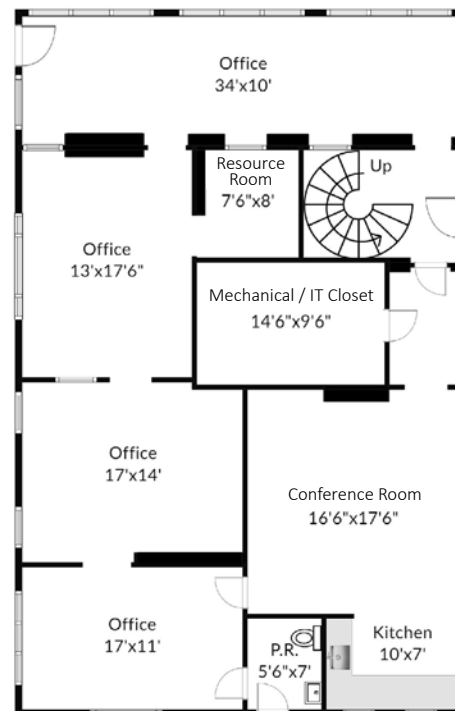 Office
34'x10'
Resource
Room
7'6"x8'
Up
Office
13'x17'6"
Mechanical / IT Closet
14'6"x9'6"
Office
17'x14'
Conference Room
16'6"x17'6"
Office
17'x11'
P.R.
5'6"x7'
Kitchen
10'x7'